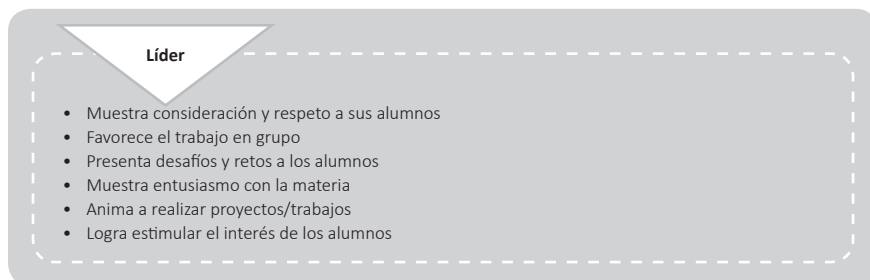 Líder
• Muestra consideración y respeto a sus alumnos
• Favorece el trabajo en grupo
• Presenta desafíos y retos a los alumnos
• Muestra entusiasmo con la materia
• Anima a realizar proyectos/trabajos
• Logra estimular el interés de los alumnos